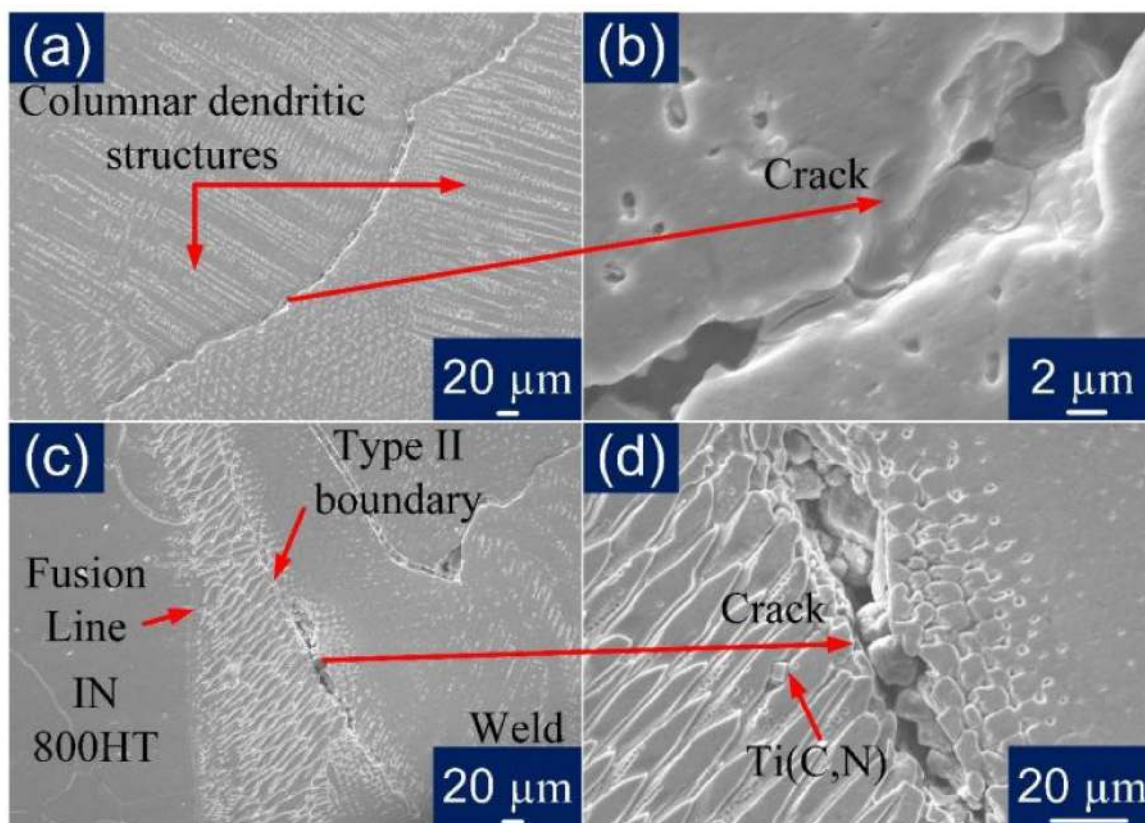 (a)
Columnar dendritic
structures
20 μm
(b)
Crack
2 μm
(c)
Type II
boundary
Fusion
Line
IN
800HT
Weld
20 μm
(d)
Crack
Ti(C,N)
20 μm